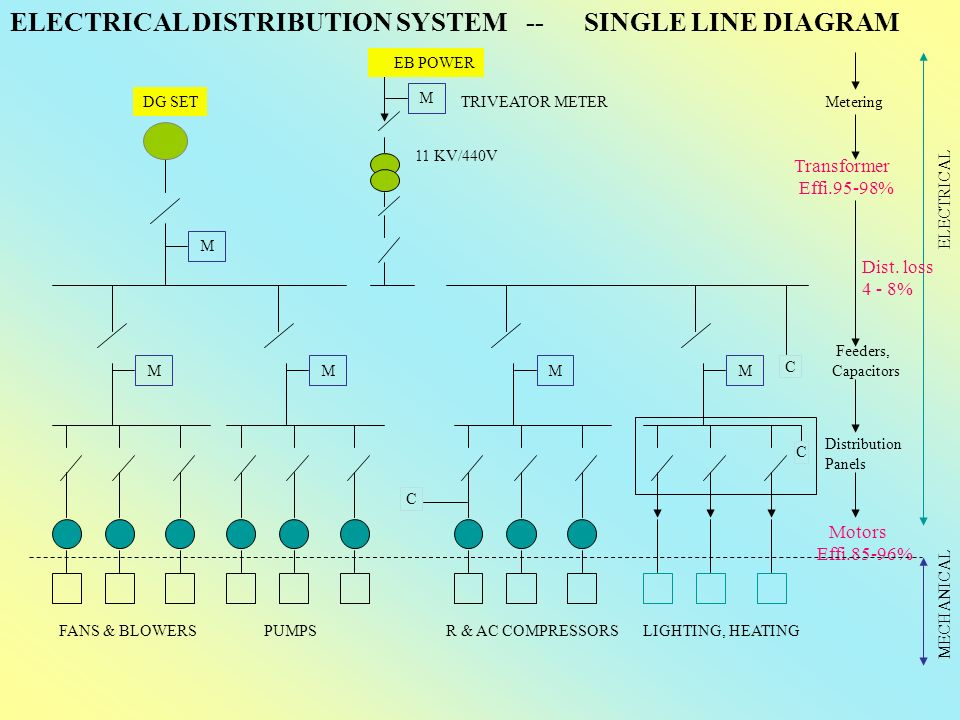 ELECTRICAL DISTRIBUTION SYSTEM -- SINGLE LINE DIAGRAM
EB POWER
DG SET
M
TRIVEATOR METER
Metering
11 KV/440V
Transformer
Effi.95-98%
ELECTRICAL
M
Dist. loss
4 - 8%
Feeders,
Capacitors
M
M
M
M
C
Distribution
Panels
C
C
Motors
Effi.85-96%
MECHANICAL
FANS & BLOWERS
PUMPS
R & AC COMPRESSORS
LIGHTING, HEATING